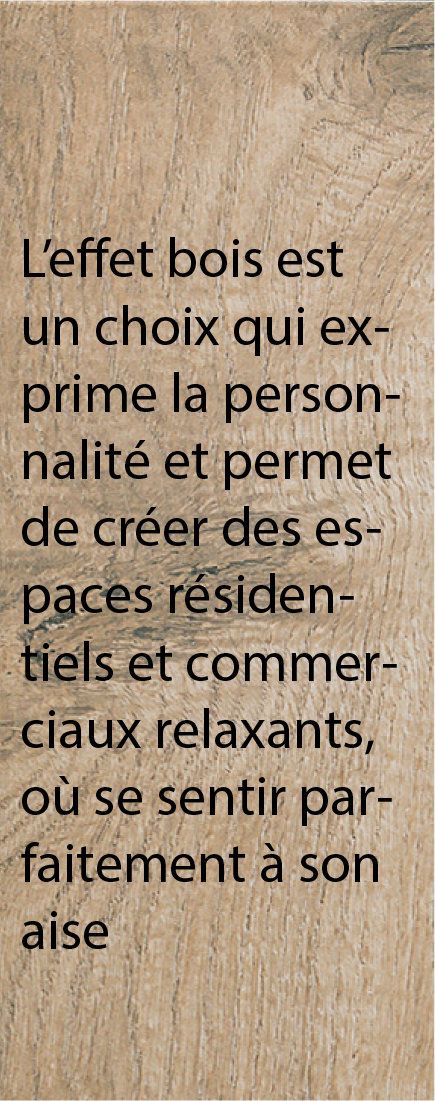 L’effet bois est
un choix qui ex-
prime la person-
nalité et permet
de créer des es-
paces résiden-
tiels et commer-
ciaux relaxants,
où se sentir par-
faitement à son
aise